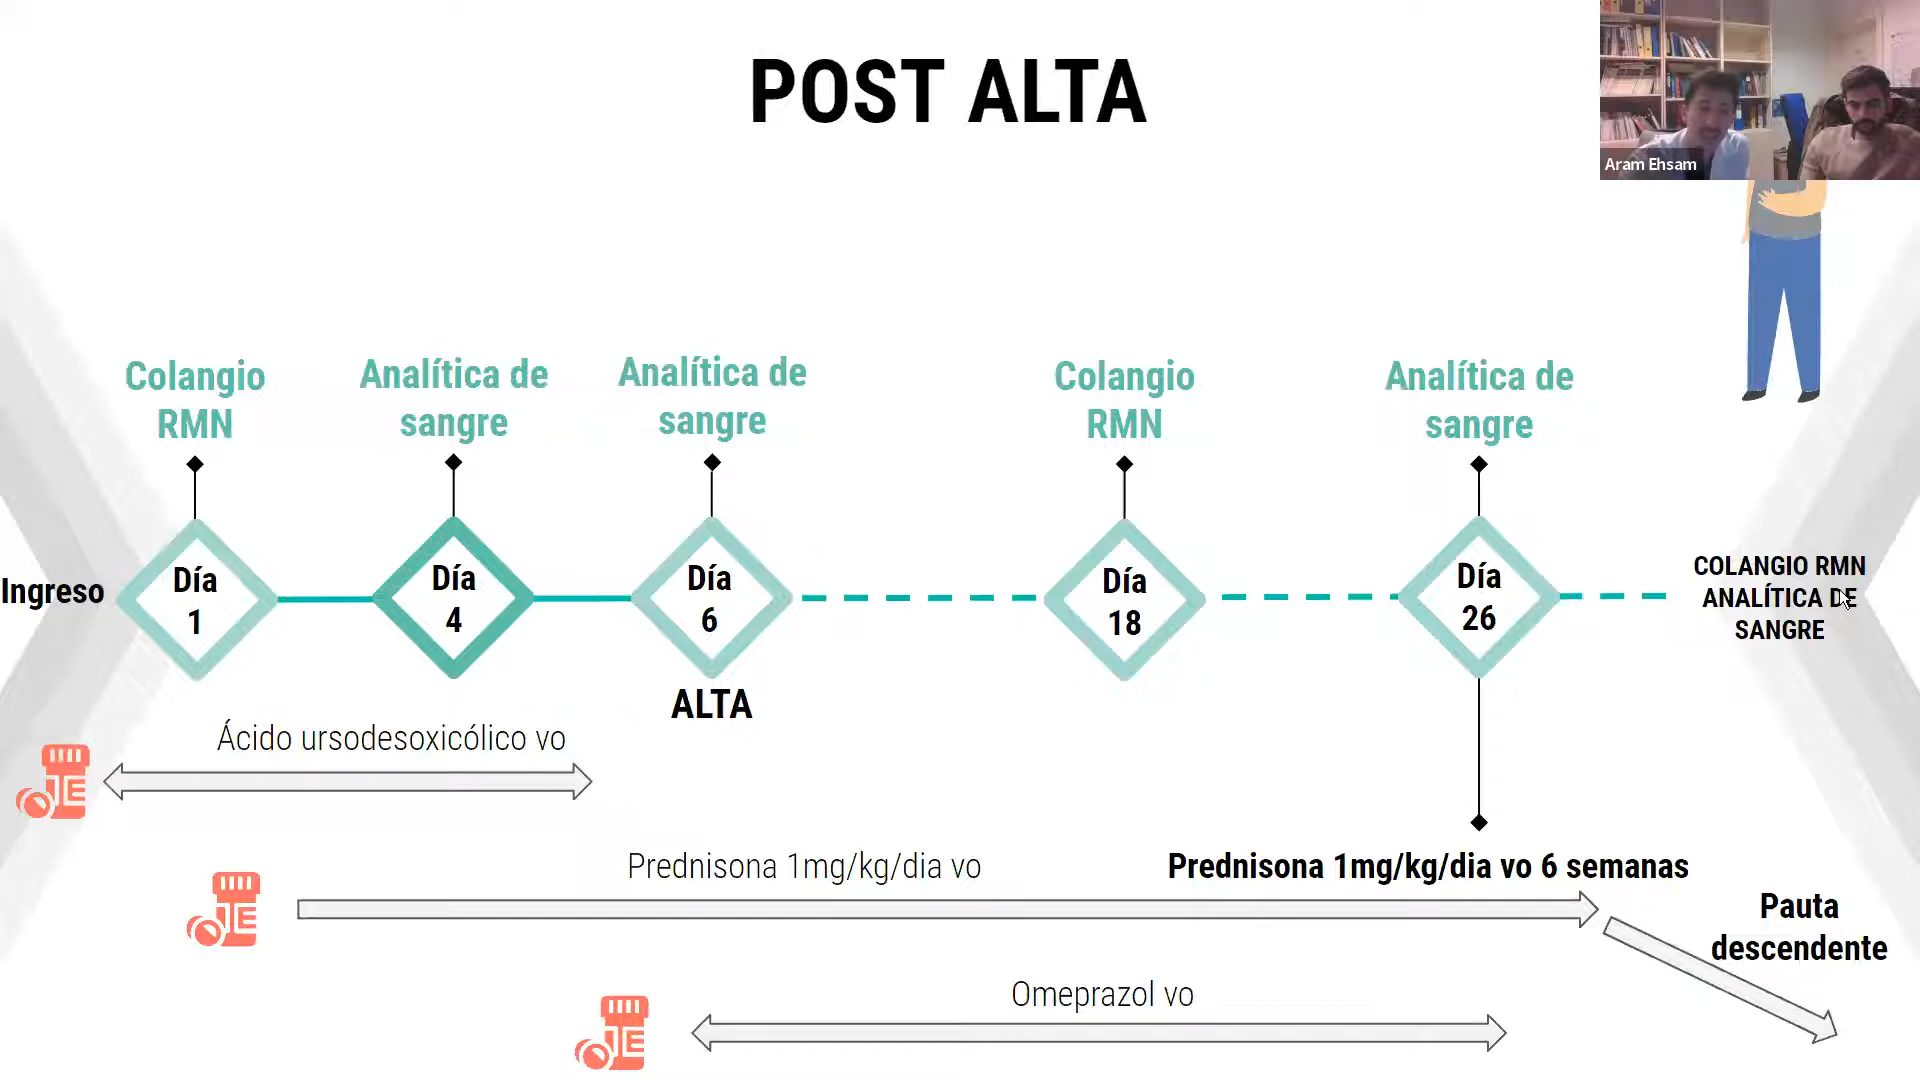 POST ALTA
Aram Ehsam
Colangio
RMN
Analítica de
sangre
Analítica de
sangre
Colangio
RMN
Analítica de
sangre
Ingreso
Día
1
Día
4
Día
6
Día
18
Día
26
COLANGIO RMN
ANALÍTICA DE
SANGRE
ALTA
Ácido ursodesoxicólico vo
Prednisona 1mg/kg/dia vo
Prednisona 1mg/kg/dia vo 6 semanas
Pauta
descendente
Omeprazol vo